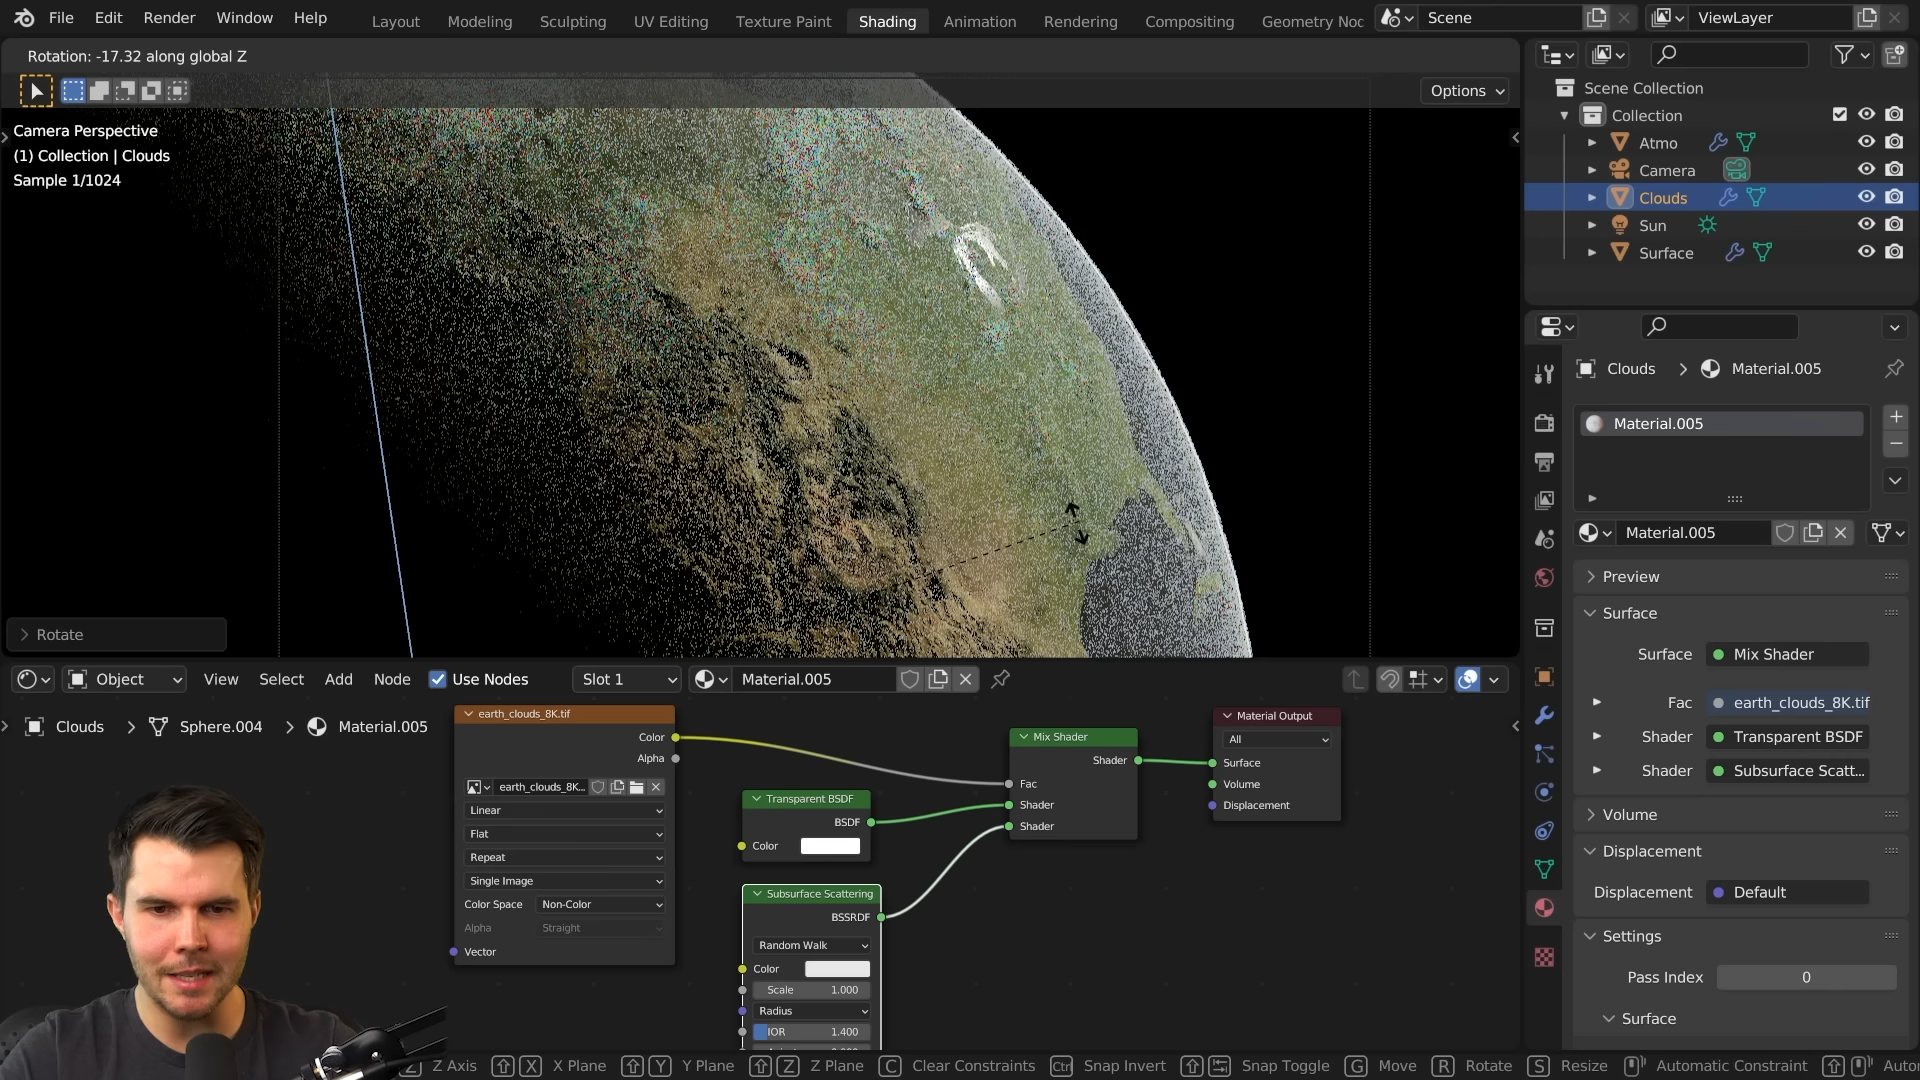 File Edit Render Window Help
Layout Modeling Sculpting UV Editing Texture Paint Shading Animation Rendering Compositing Geometry Noc
Scene
ViewLayer
Rotation: -17.32 along global Z
Options
Camera Perspective
(1) Collection | Clouds
Sample 1/1024
Rotate
Scene Collection
Collection
Atmo
Camera
Clouds
Sun
Surface
Clouds > Material.005
Material.005
Material.005
Preview
Surface
Surface Mix Shader
Fac earth_clouds_8K.tif
Shader Transparent BSDF
Shader Subsurface Scatt...
Volume
Displacement
Displacement Default
Settings
Pass Index 0
Surface
Object View Select Add Node Use Nodes Slot 1 Material.005
Clouds > Sphere.004 > Material.005
earth_clouds_8K.tif
Color
Alpha
earth_clouds_8K...
Linear
Flat
Repeat
Single Image
Color Space Non-Color
Alpha Straight
Vector
Transparent BSDF
BSDF
Color
Subsurface Scattering
BSSRDF
Random Walk
Color
Scale 1.000
Radius
IOR 1.400
Mix Shader
Shader
Fac
Shader
Shader
Material Output
All
Surface
Volume
Displacement
Z Z Axis X X Plane Y Y Plane Z Z Plane C Clear Constraints Ctrl Snap Invert Snap Toggle G Move R Rotate S Resize Automatic Constraint Auto